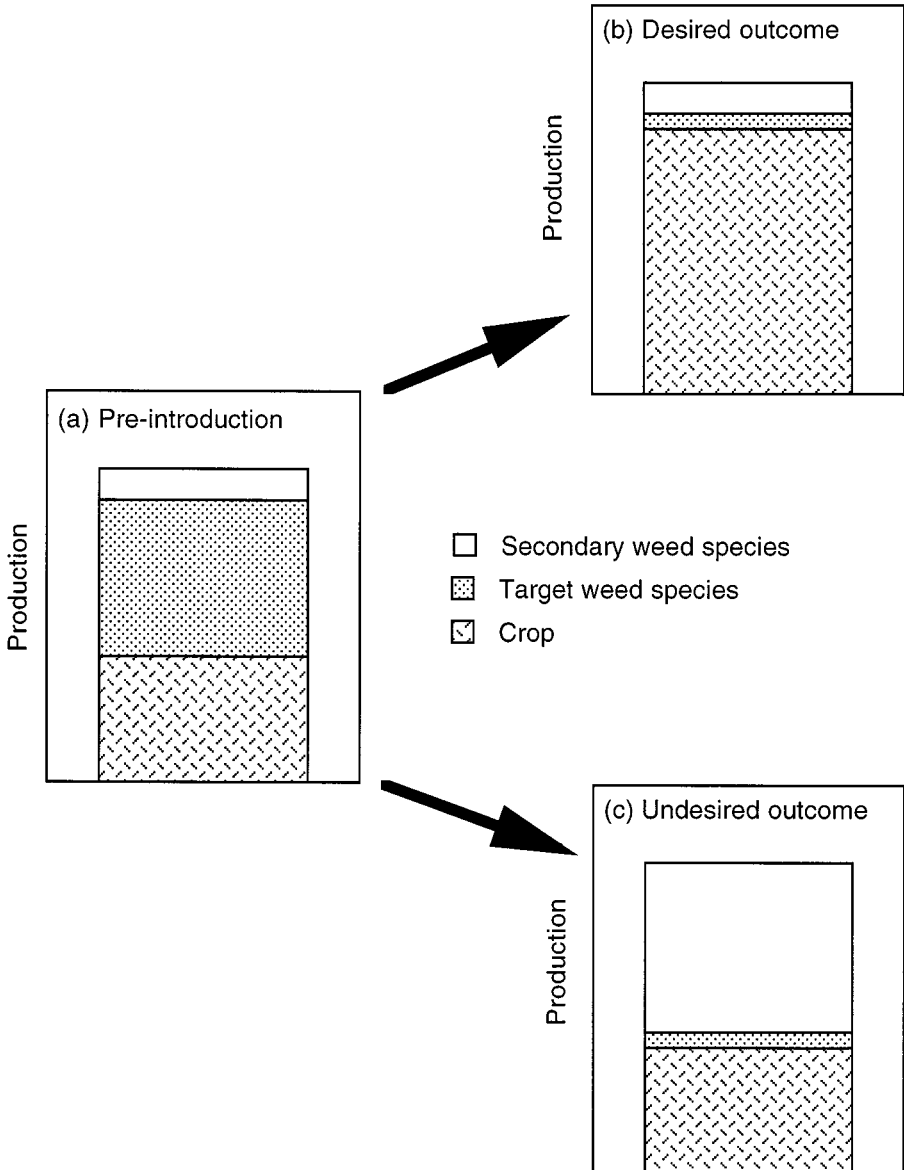 (b) Desired outcome
Production
(a) Pre-introduction
Production
Secondary weed species
Target weed species
Crop
(c) Undesired outcome
Production